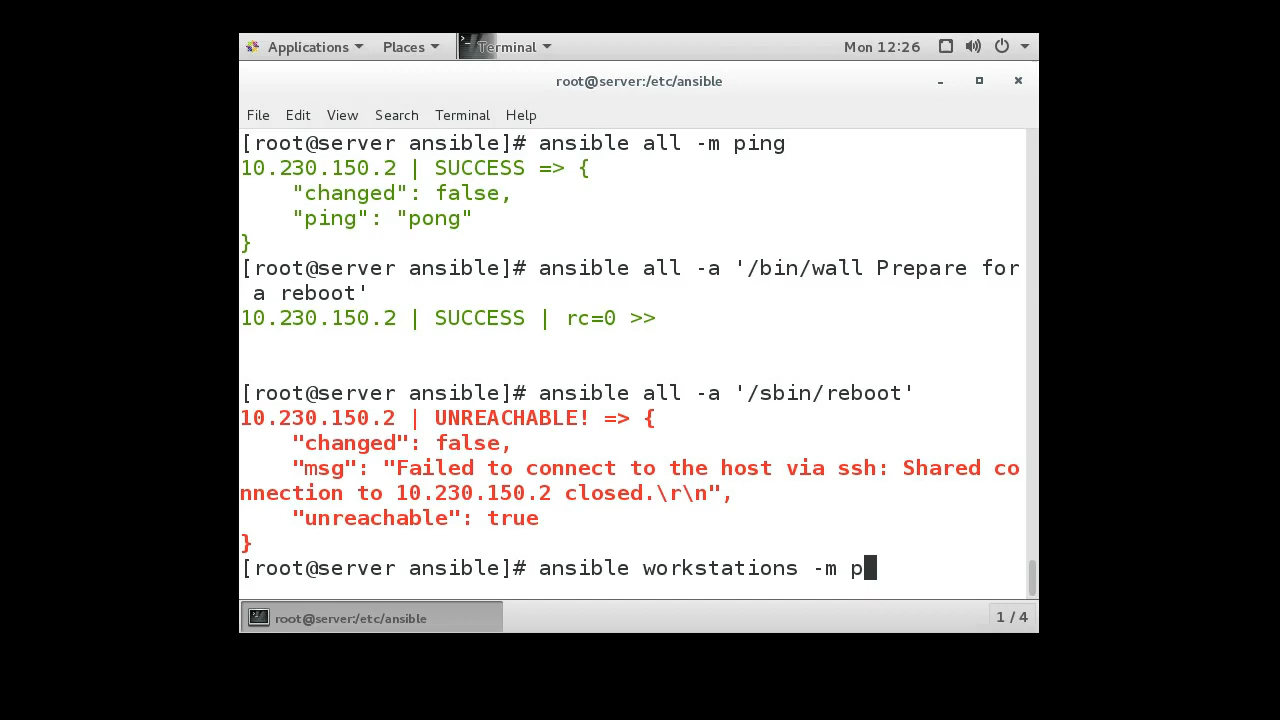 Applications Places Terminal Mon 12:26
root@server:/etc/ansible
File Edit View Search Terminal Help
[root@server ansible]# ansible all -m ping
10.230.150.2 | SUCCESS => {
    "changed": false,
    "ping": "pong"
}
[root@server ansible]# ansible all -a '/bin/wall Prepare for
 a reboot'
10.230.150.2 | SUCCESS | rc=0 >>
[root@server ansible]# ansible all -a '/sbin/reboot'
10.230.150.2 | UNREACHABLE! => {
    "changed": false,
    "msg": "Failed to connect to the host via ssh: Shared co
nnection to 10.230.150.2 closed.\r\n",
    "unreachable": true
}
[root@server ansible]# ansible workstations -m p
root@server:/etc/ansible 1 / 4